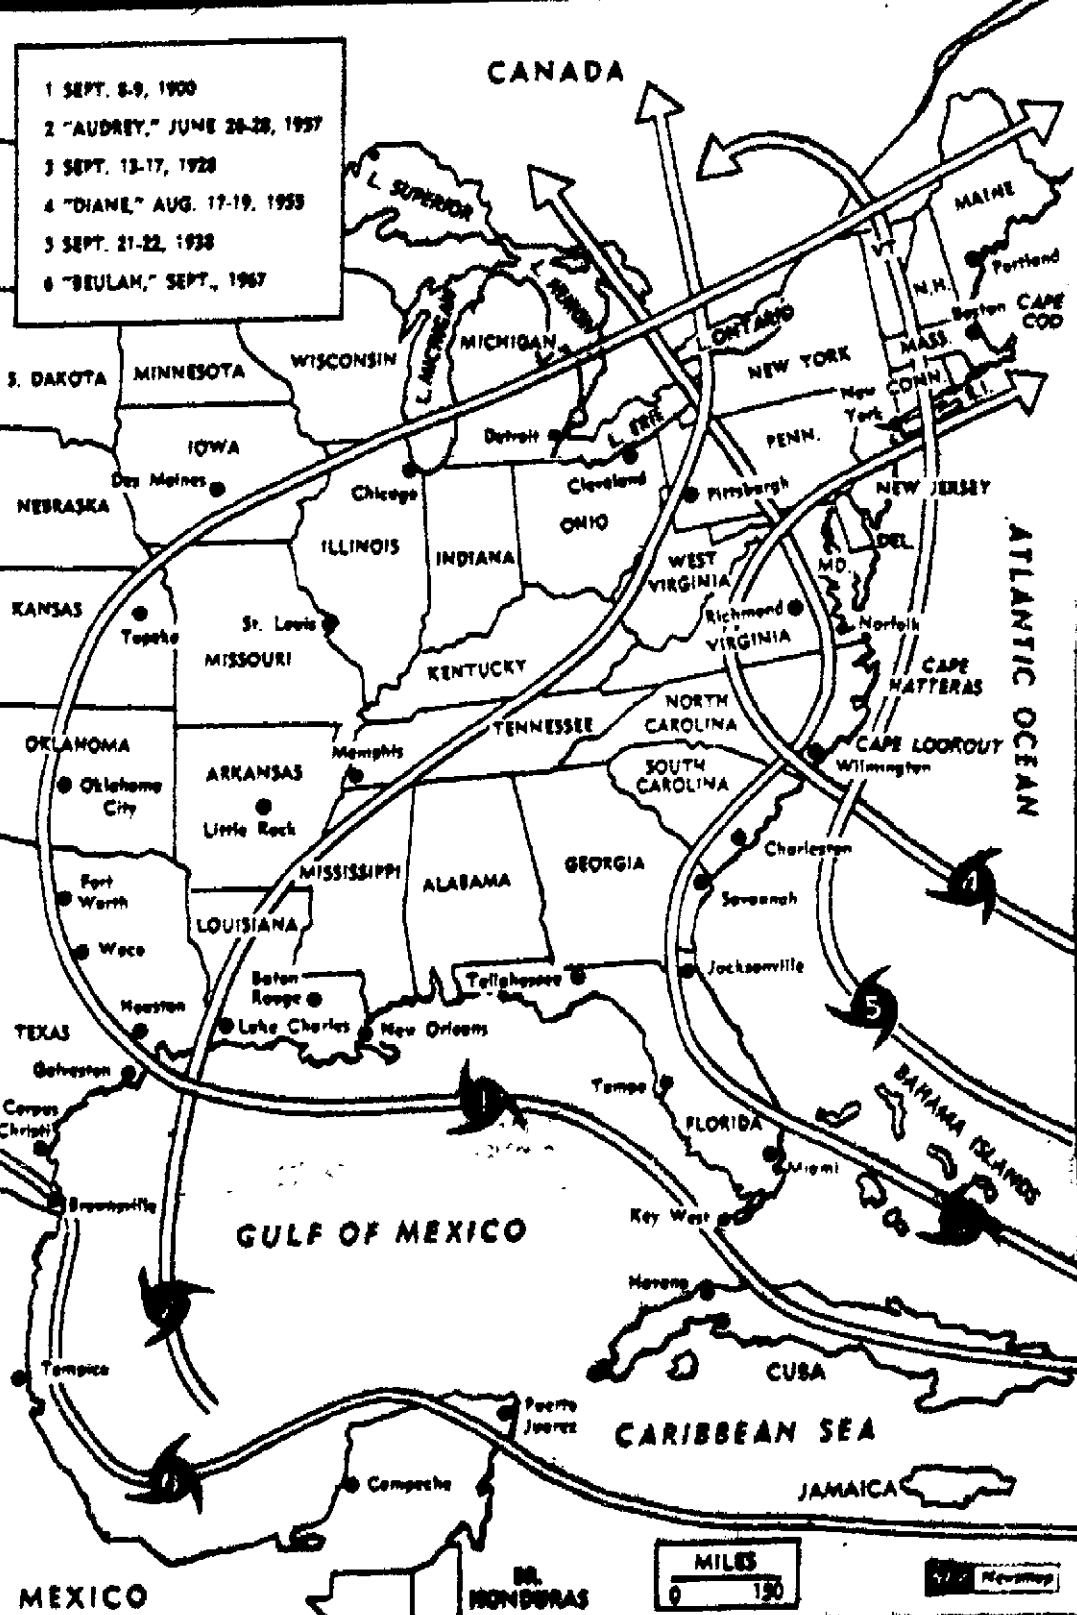 1 SEPT. 8-9, 1900
2 "AUDREY," JUNE 26-28, 1957
3 SEPT. 13-17, 1928
4 "DIANE," AUG. 17-19, 1955
5 SEPT. 21-22, 1938
6 "BEULAH," SEPT., 1967
CANADA
L. SUPERIOR
MAINE
VT.
Portland
N.H.
L. HURON
Boston
CAPE
COD
L. MICHIGAN
MICHIGAN
L. ONTARIO
MASS.
S. DAKOTA
MINNESOTA
WISCONSIN
NEW YORK
CONN.
R.I.
New
York
IOWA
Detroit
L. ERIE
PENN.
Des Moines
Chicago
Cleveland
Pittsburgh
NEW JERSEY
NEBRASKA
ILLINOIS
INDIANA
OHIO
DEL.
MD.
WEST
VIRGINIA
ATLANTIC OCEAN
KANSAS
Topeka
St. Louis
Richmond
Norfolk
VIRGINIA
MISSOURI
KENTUCKY
CAPE
HATTERAS
NORTH
CAROLINA
TENNESSEE
OKLAHOMA
Memphis
CAPE LOOKOUT
Wilmington
Oklahoma
City
ARKANSAS
Little Rock
SOUTH
CAROLINA
Charleston
MISSISSIPPI
ALABAMA
GEORGIA
Fort
Worth
4
Savannah
LOUISIANA
Waco
Baton
Rouge
Tallahassee
Jacksonville
5
Houston
TEXAS
Lake Charles
New Orleans
Galveston
Tampa
BAHAMA ISLANDS
Corpus
Christi
1
FLORIDA
Miami
Brownsville
GULF OF MEXICO
Key West
Havana
Tampico
CUBA
Puerto
Juarez
CARIBBEAN SEA
Campeche
JAMAICA
MEXICO
BR.
HONDURAS
MILES
0 150
Newsmap